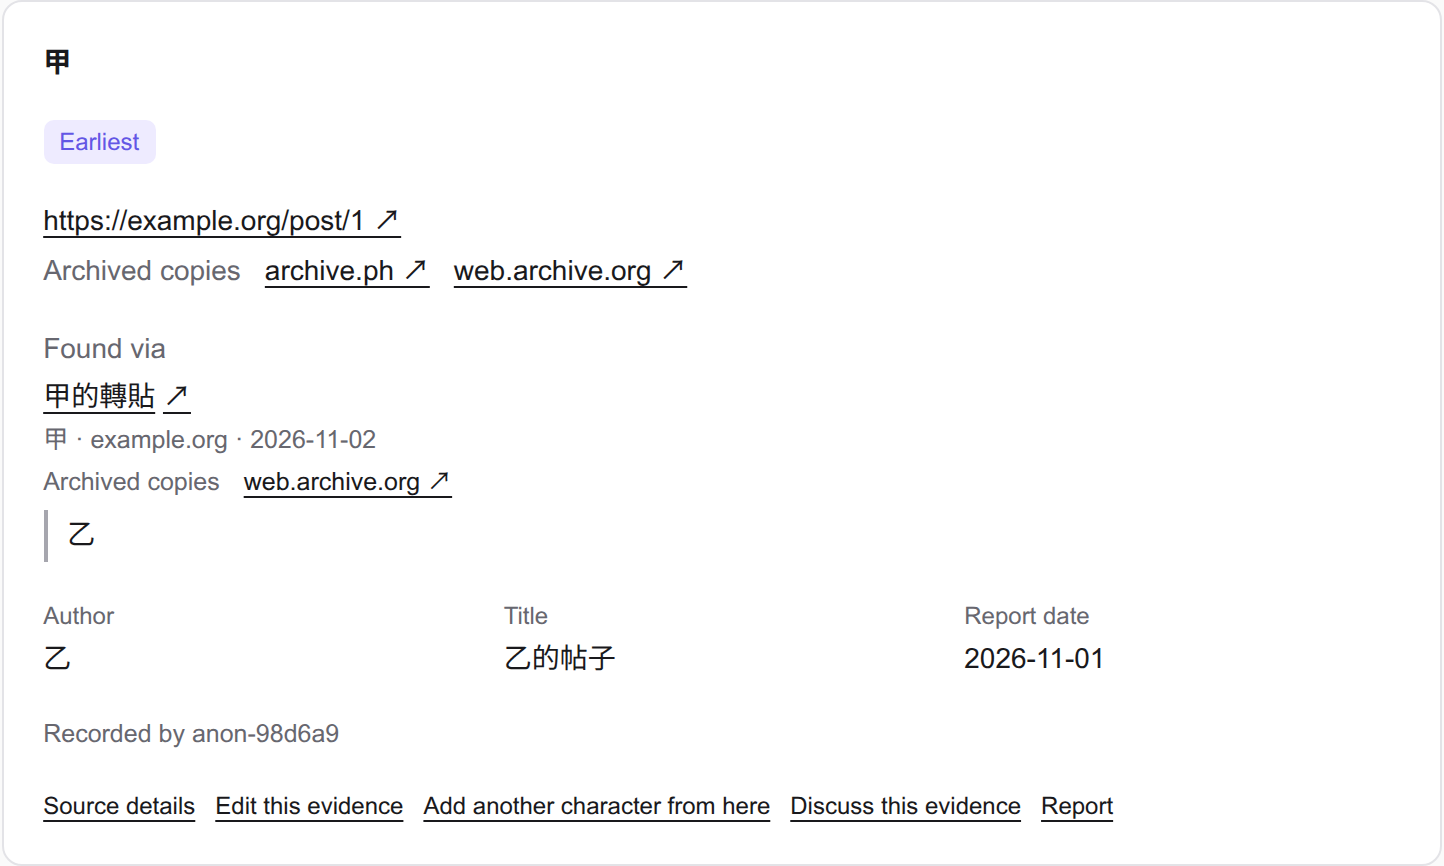 甲
Earliest
https://example.org/post/1 ↗
Archived copies archive.ph ↗ web.archive.org ↗
Found via
甲的轉貼 ↗
甲 · example.org · 2026-11-02
Archived copies web.archive.org ↗
乙
Author Title Report date
乙 乙的帖子 2026-11-01
Recorded by anon-98d6a9
Source details Edit this evidence Add another character from here Discuss this evidence Report